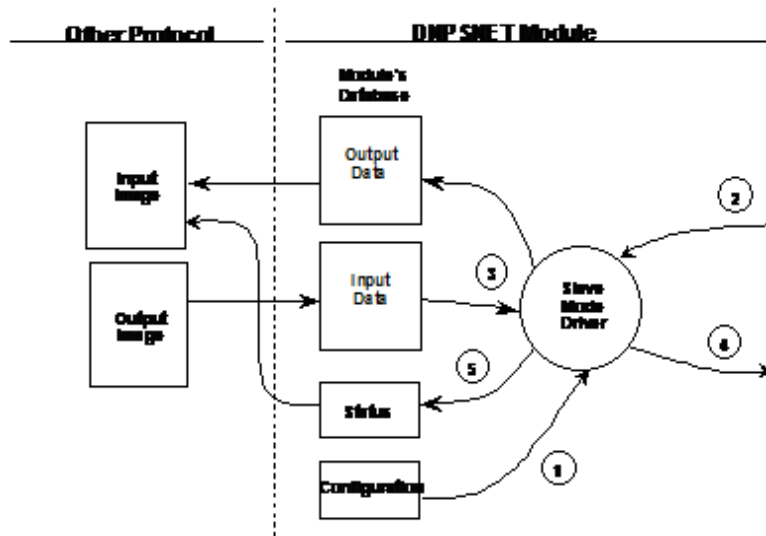 Other Protocol
DNP SNET Module
Module's
Database
Input
Image
Output
Data
2
Output
Image
Input
Data
3
Slave
Mode
Driver
4
5
Status
Configuration
1